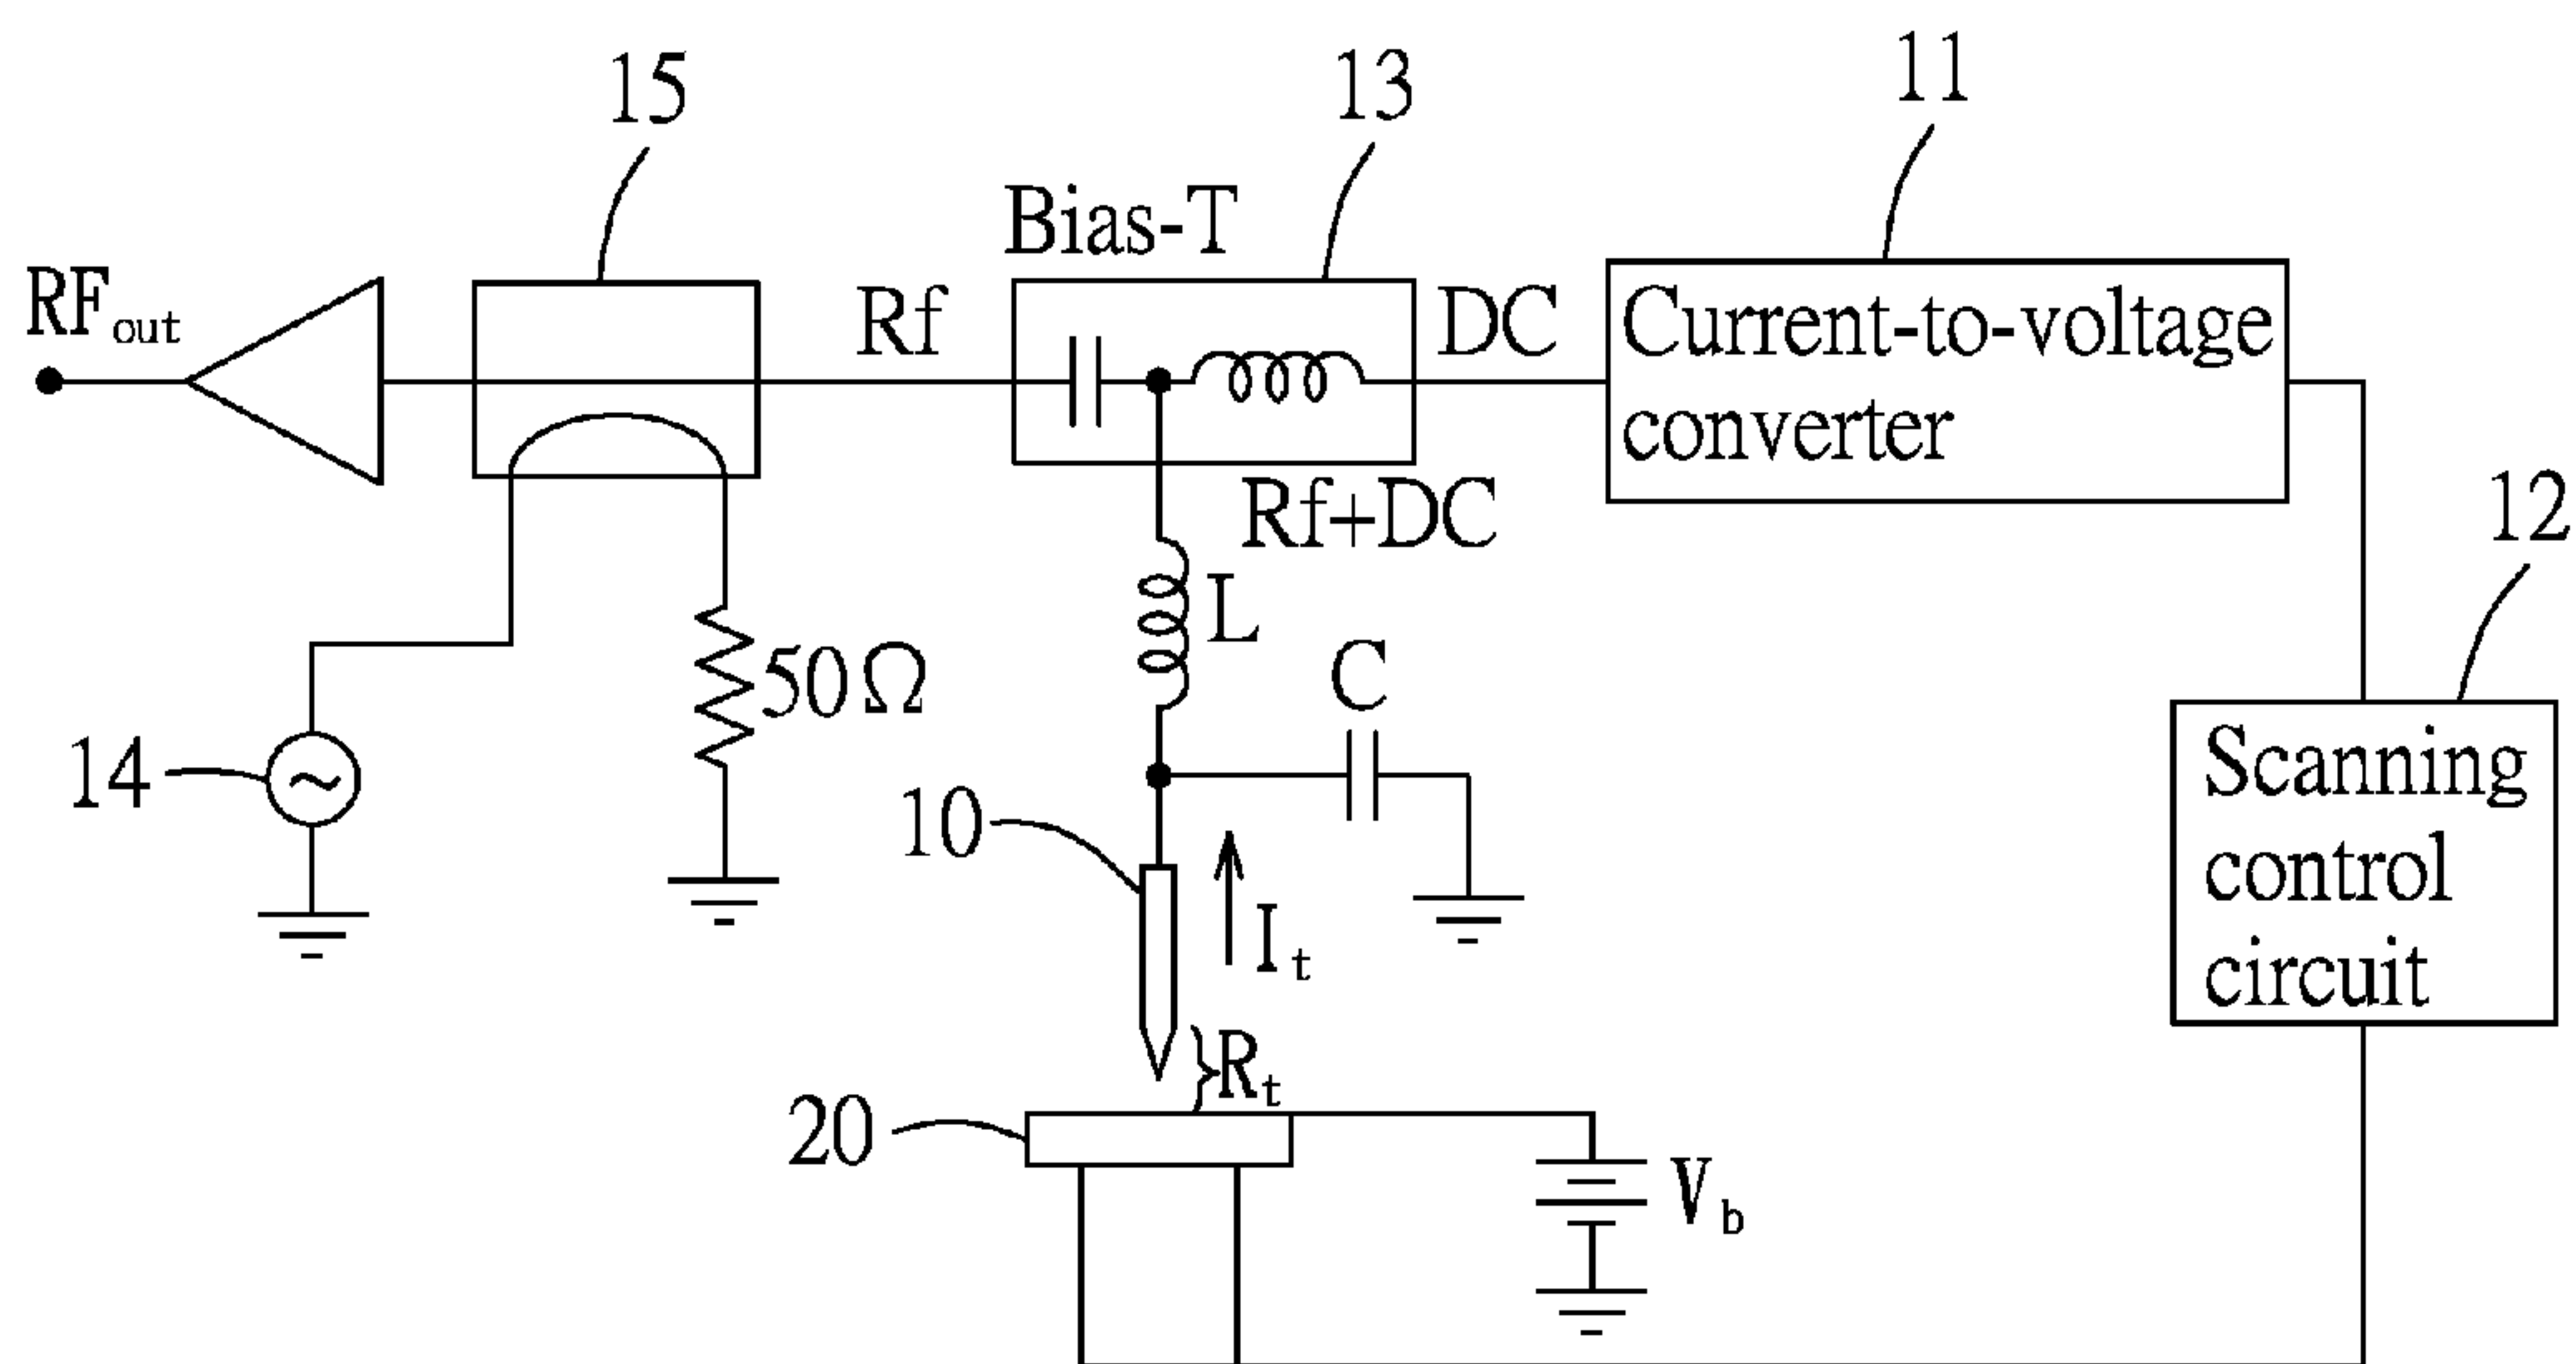 15
13
11
Bias-T
RFout
Rf
DC
Current-to-voltage
converter
Rf+DC
12
L
50Ω
C
14
10
Scanning
control
circuit
It
Rt
20
Vb